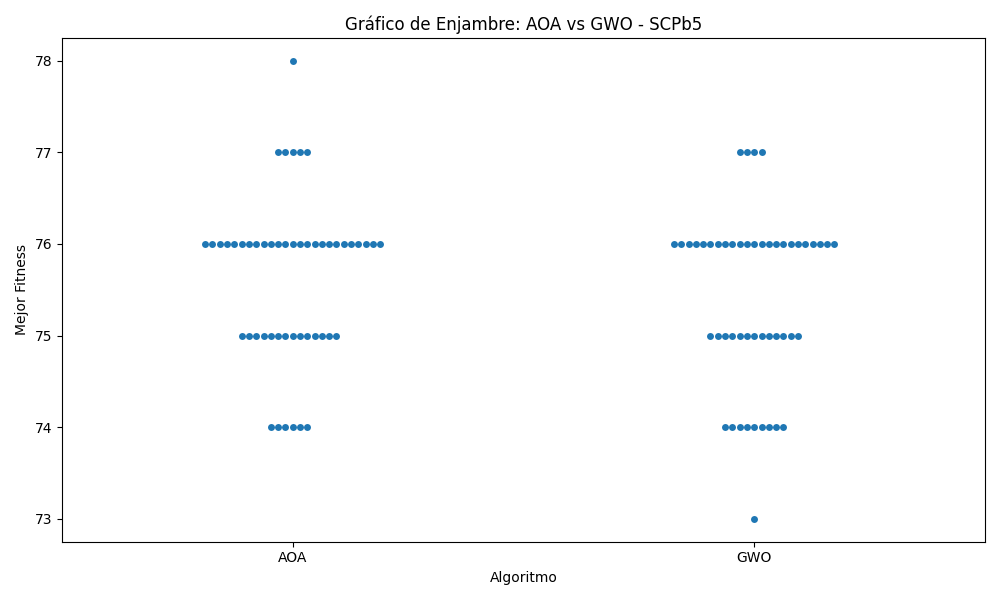 Gráfico de Enjambre: AOA vs GWO - SCPb5
Mejor Fitness
78
77
76
75
74
73
AOA
GWO
Algoritmo